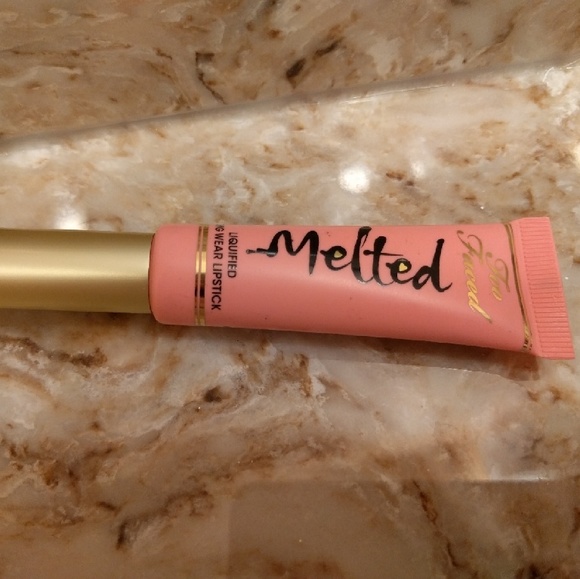 LIQUIFIED
WEAR LIPSTICK
Melted
Too
Faced